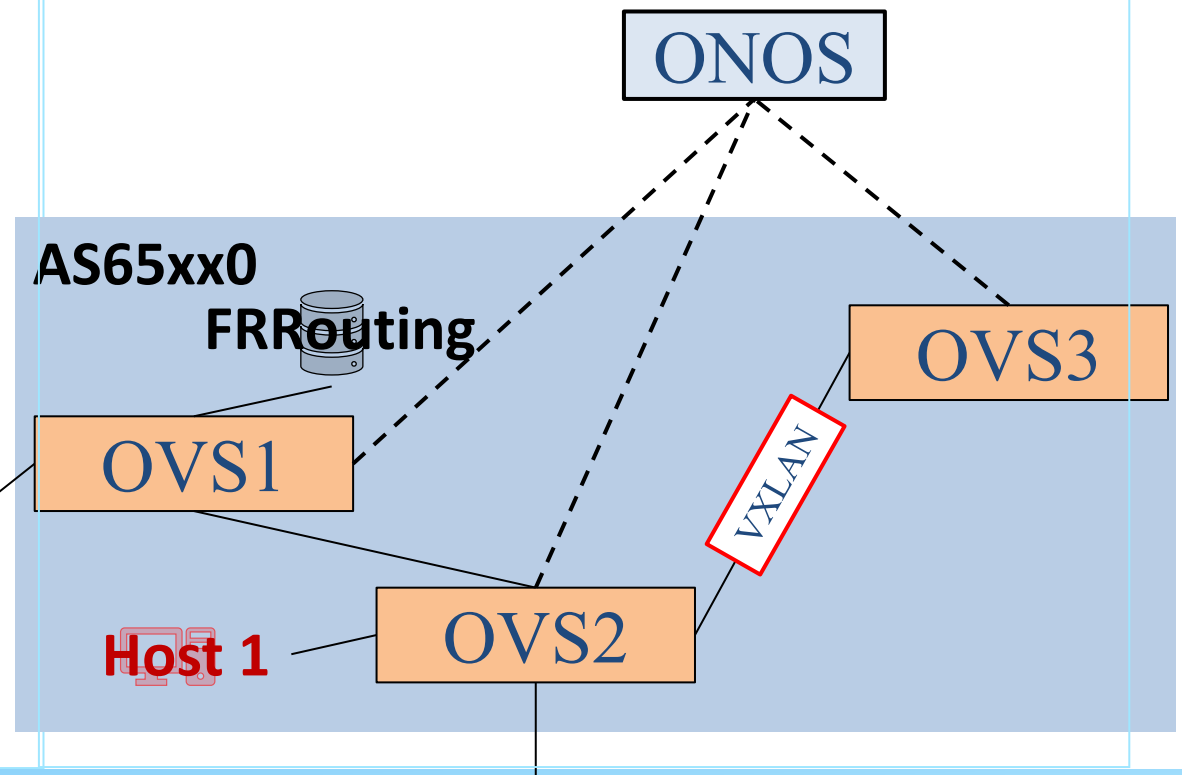 ONOS
AS65xx0
FRRouting
OVS3
OVS1
VXLAN
OVS2
Host 1